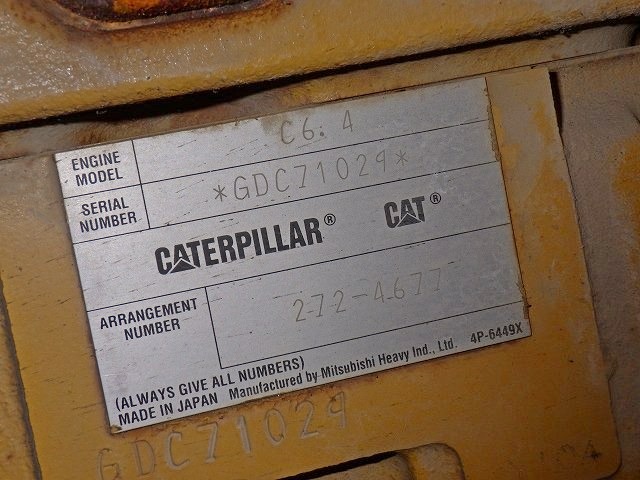 ENGINE MODEL C6.4
SERIAL NUMBER *GDC71029*
CATERPILLAR® CAT®
ARRANGEMENT NUMBER 272-4677
(ALWAYS GIVE ALL NUMBERS)
MADE IN JAPAN Manufactured by Mitsubishi Heavy Ind., Ltd. 4P-6449X
GDC71029